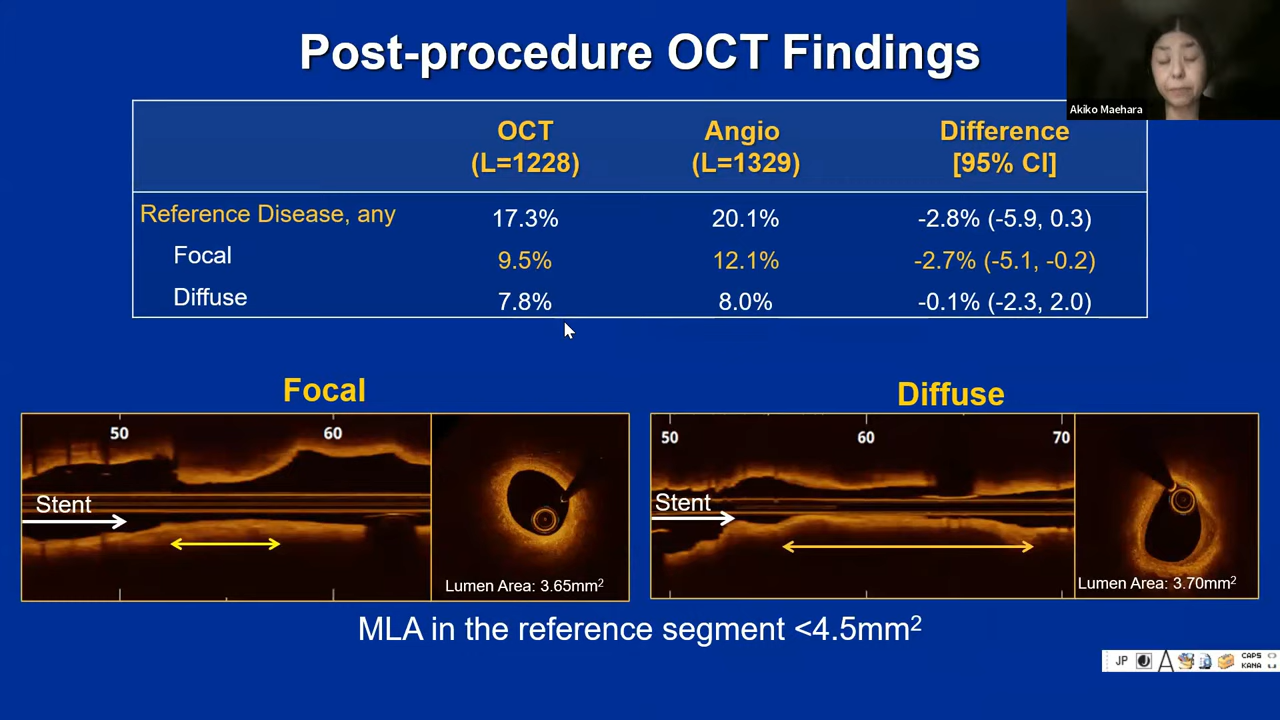 Post-procedure OCT Findings
Akiko Maehara
OCT Angio Difference
(L=1228) (L=1329) [95% CI]
Reference Disease, any 17.3% 20.1% -2.8% (-5.9, 0.3)
Focal 9.5% 12.1% -2.7% (-5.1, -0.2)
Diffuse 7.8% 8.0% -0.1% (-2.3, 2.0)
Focal
50 60
Stent
Lumen Area: 3.65mm²
Diffuse
50 60 70
Stent
Lumen Area: 3.70mm²
MLA in the reference segment <4.5mm²
JP A CAPS
KANA